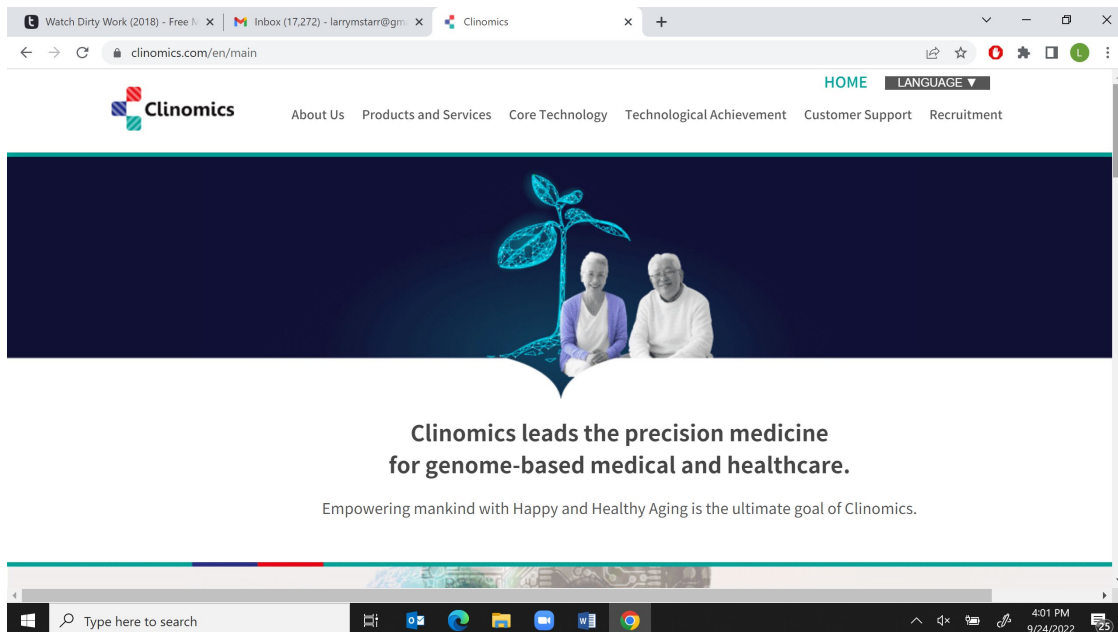 Watch Dirty Work (2018) - Free M
Inbox (17,272) - larrymstarr@gm
Clinomics
clinomics.com/en/main
L
HOME
LANGUAGE ▼
Clinomics
About Us
Products and Services
Core Technology
Technological Achievement
Customer Support
Recruitment
Clinomics leads the precision medicine
for genome-based medical and healthcare.
Empowering mankind with Happy and Healthy Aging is the ultimate goal of Clinomics.
Type here to search
4:01 PM
9/24/2022
25